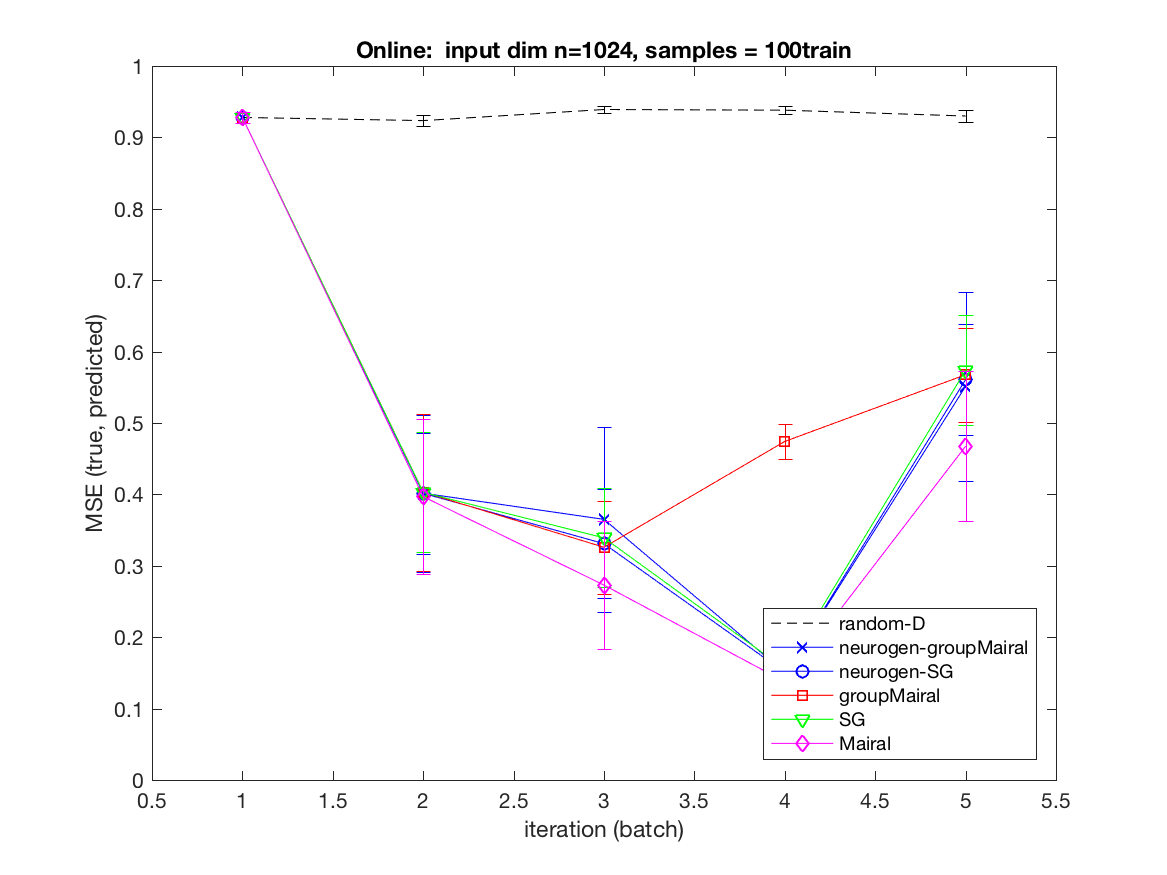 Online:  input dim n=1024, samples = 100train
1
0.9
0.8
0.7
0.6
0.5
0.4
0.3
0.2
0.1
0
MSE (true, predicted)
random-D
neurogen-groupMairal
neurogen-SG
groupMairal
SG
Mairal
0.5 1 1.5 2 2.5 3 3.5 4 4.5 5 5.5
iteration (batch)